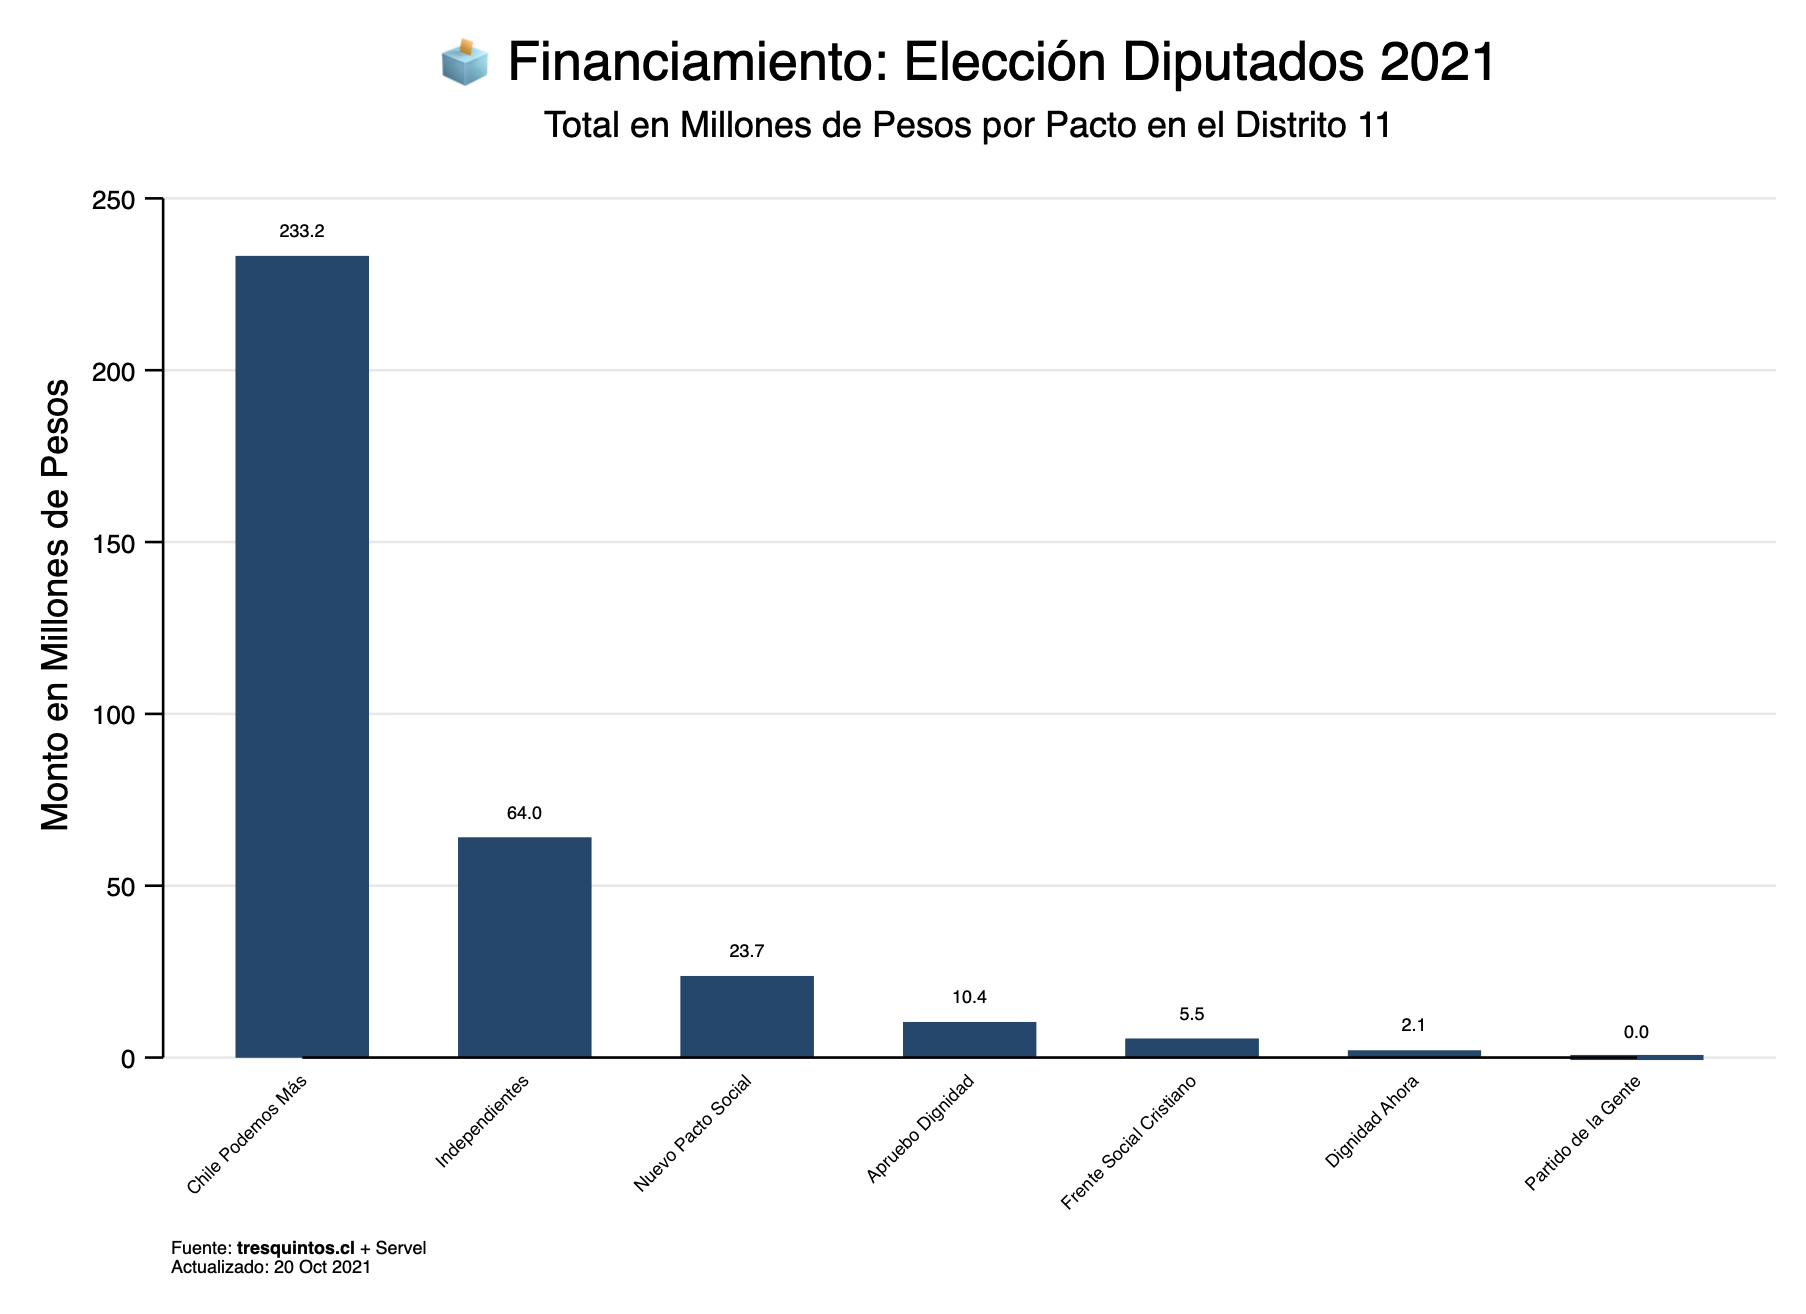 Financiamiento: Elección Diputados 2021
Total en Millones de Pesos por Pacto en el Distrito 11
Monto en Millones de Pesos
250
200
150
100
50
0
233.2
64.0
23.7
10.4
5.5
2.1
0.0
Chile Podemos Más
Independientes
Nuevo Pacto Social
Apruebo Dignidad
Frente Social Cristiano
Dignidad Ahora
Partido de la Gente
Fuente: tresquintos.cl + Servel
Actualizado: 20 Oct 2021